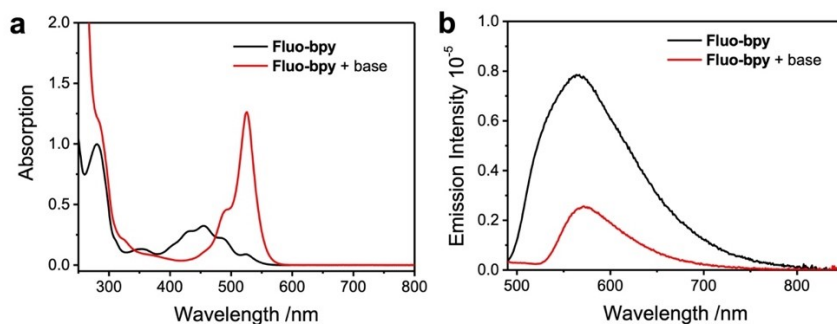 a
Fluo-bpy
Fluo-bpy + base
Absorption
2.0
1.5
1.0
0.5
0.0
300 400 500 600 700 800
Wavelength /nm
b
Fluo-bpy
Fluo-bpy + base
Emission Intensity 10-5
1.0
0.8
0.6
0.4
0.2
0.0
500 600 700 800
Wavelength /nm